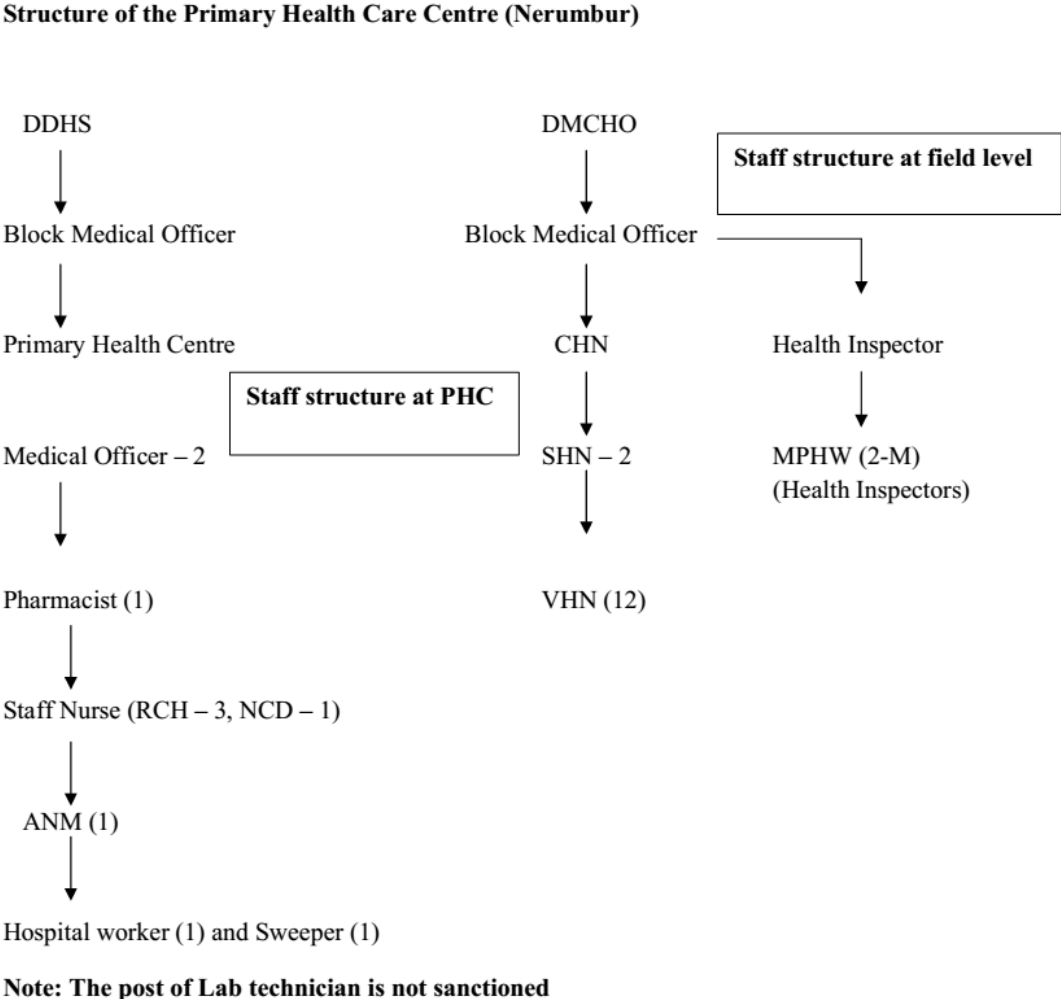 Structure of the Primary Health Care Centre (Nerumbur)
DDHS
DMCHO
Staff structure at field level
Block Medical Officer
Block Medical Officer
Primary Health Centre
CHN
Health Inspector
Staff structure at PHC
Medical Officer – 2
SHN – 2
MPHW (2-M)
(Health Inspectors)
Pharmacist (1)
VHN (12)
Staff Nurse (RCH – 3, NCD – 1)
ANM (1)
Hospital worker (1) and Sweeper (1)
Note: The post of Lab technician is not sanctioned